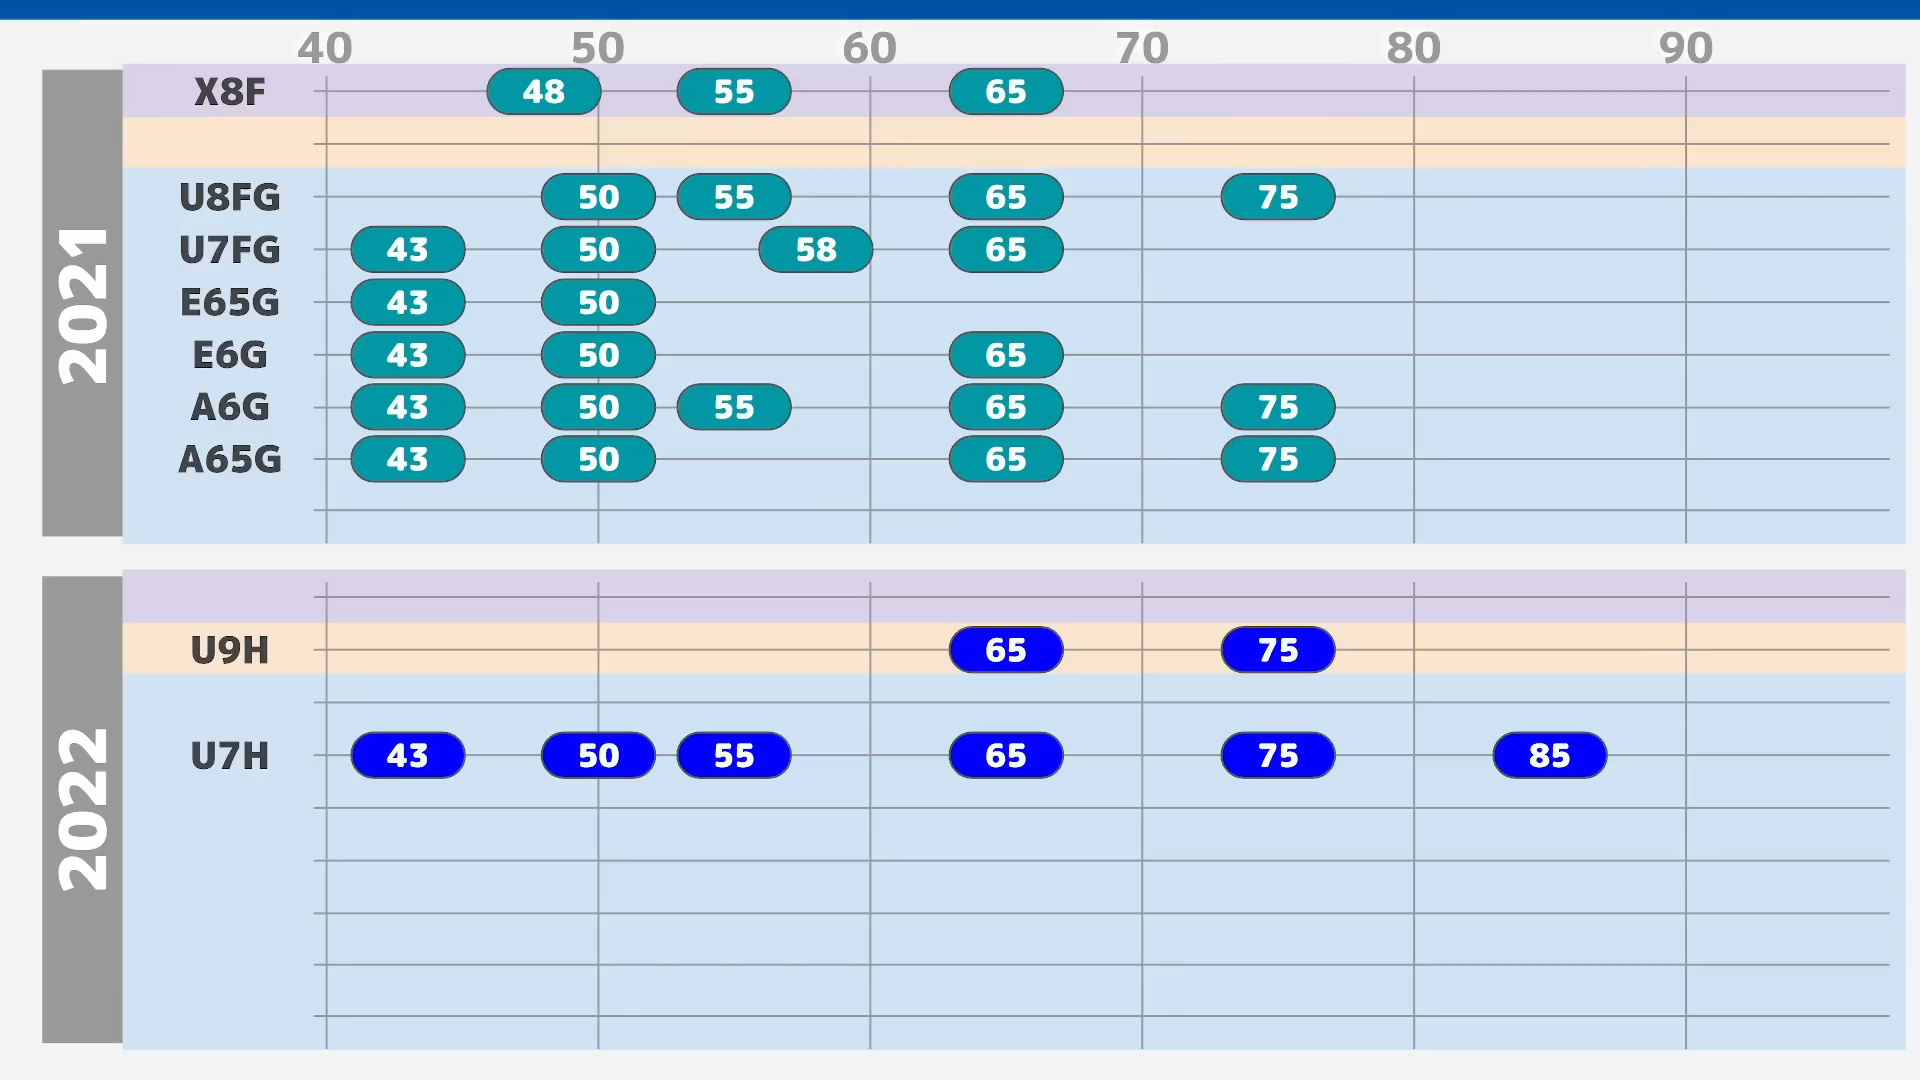 40 50 60 70 80 90
2021
X8F 48 55 65
U8FG 50 55 65 75
U7FG 43 50 58 65
E65G 43 50
E6G 43 50 65
A6G 43 50 55 65 75
A65G 43 50 65 75
2022
U9H 65 75
U7H 43 50 55 65 75 85